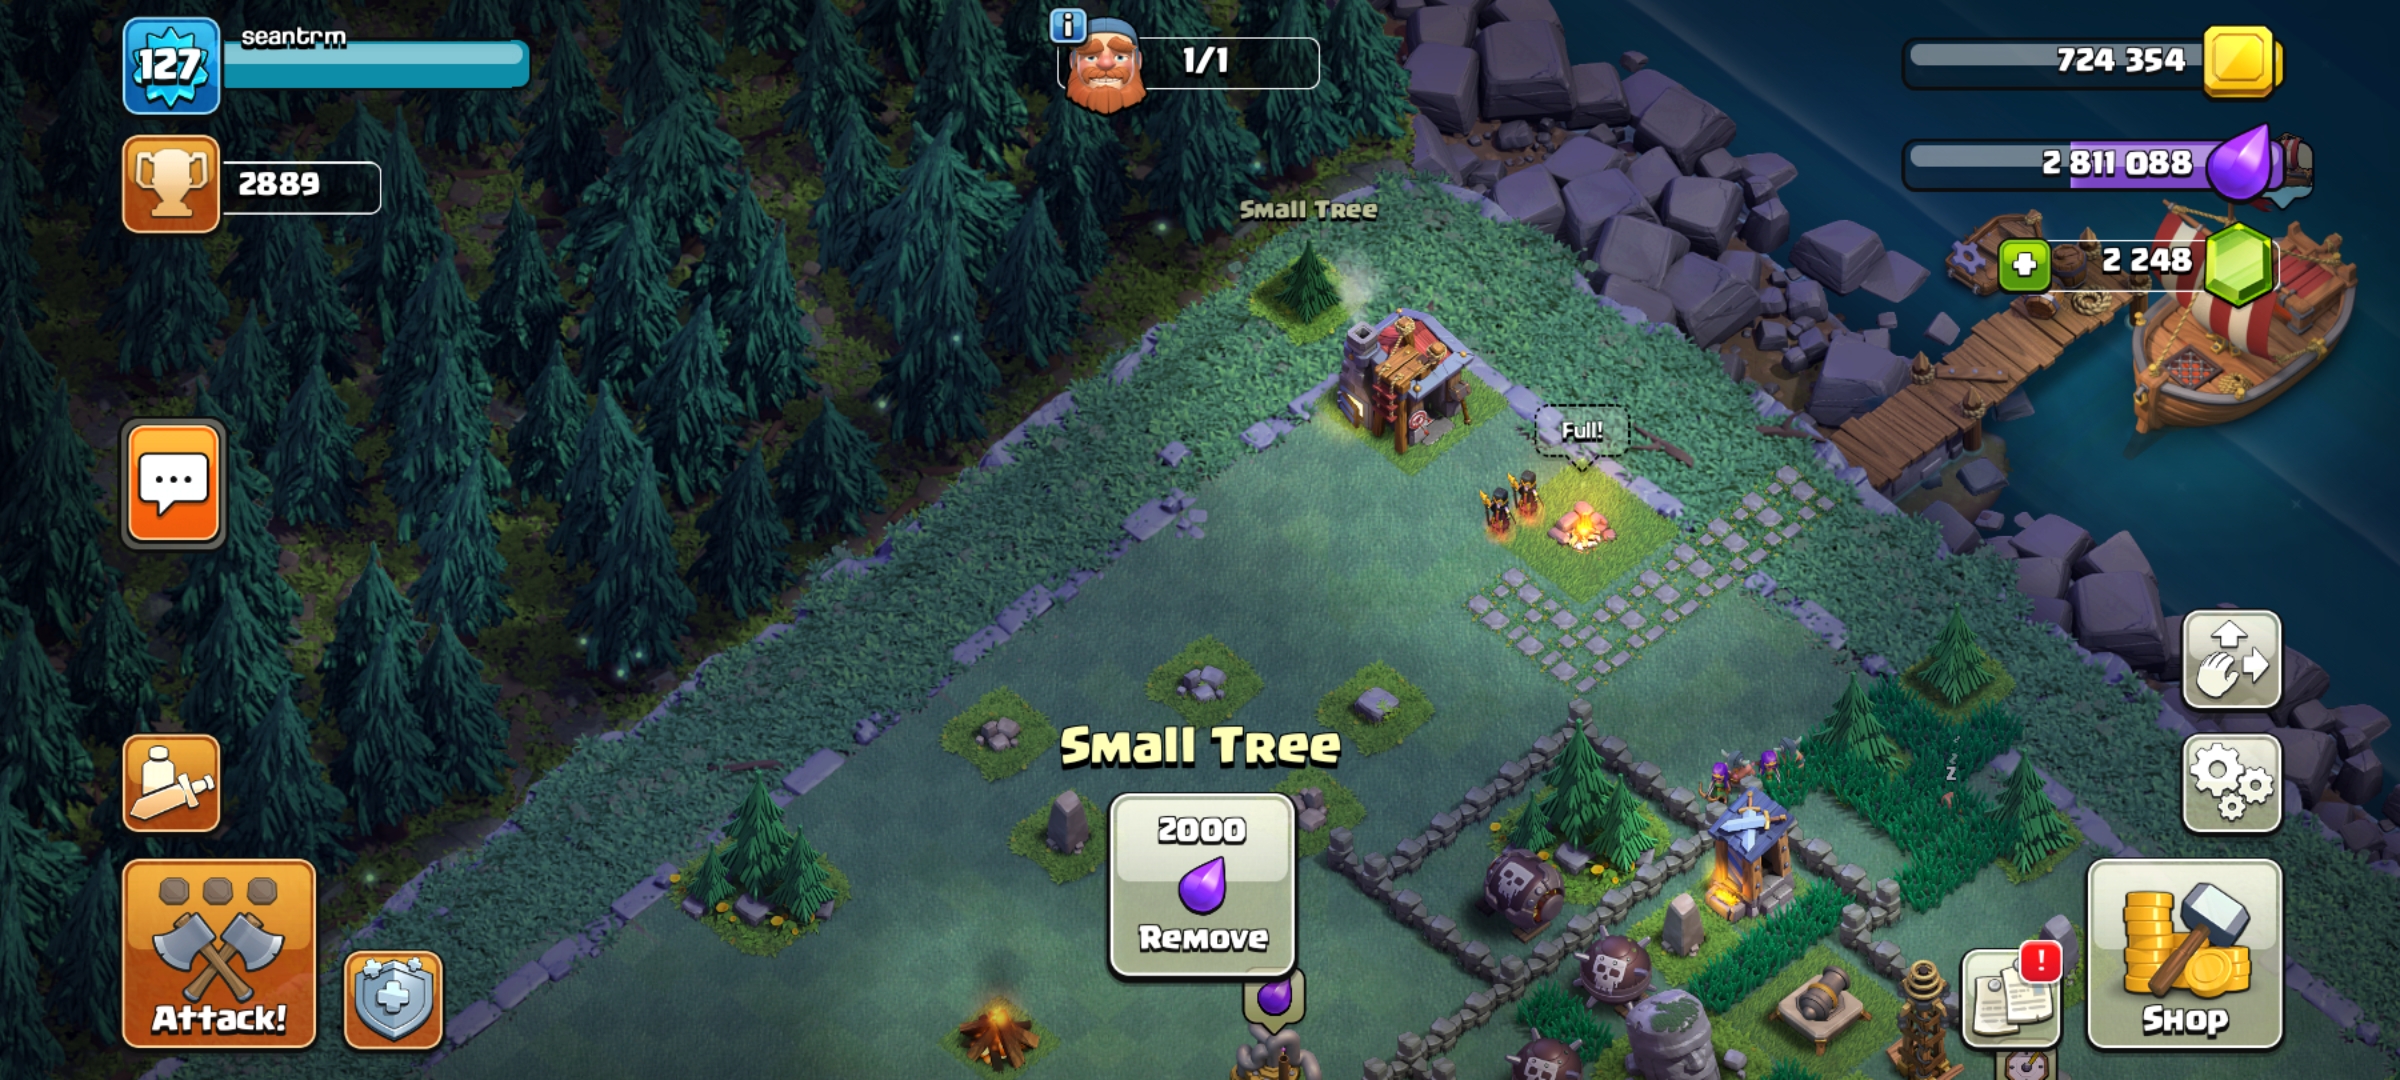 127
seantrm
1/1
724 354
2889
2 811 088
Small Tree
2 248
Full!
Small Tree
z
z
Z
2000
Remove
!
Attack!
Shop